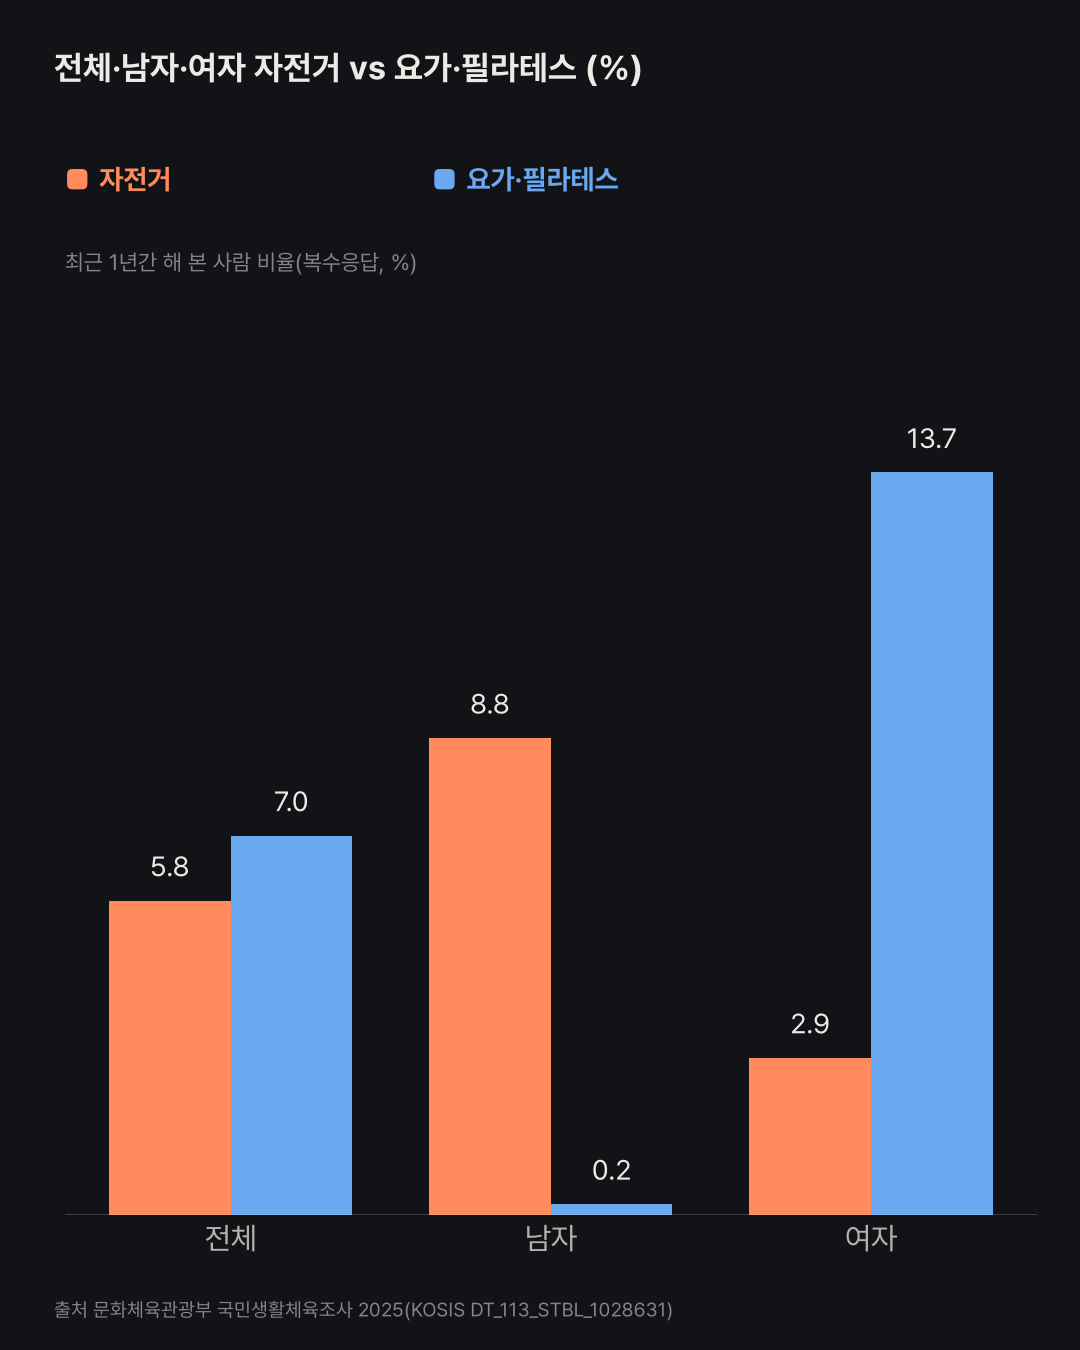 전체·남자·여자 자전거 vs 요가·필라테스 (%)
자전거
요가·필라테스
최근 1년간 해 본 사람 비율(복수응답, %)
13.7
8.8
7.0
5.8
2.9
0.2
전체
남자
여자
출처 문화체육관광부 국민생활체육조사 2025(KOSIS DT_113_STBL_1028631)